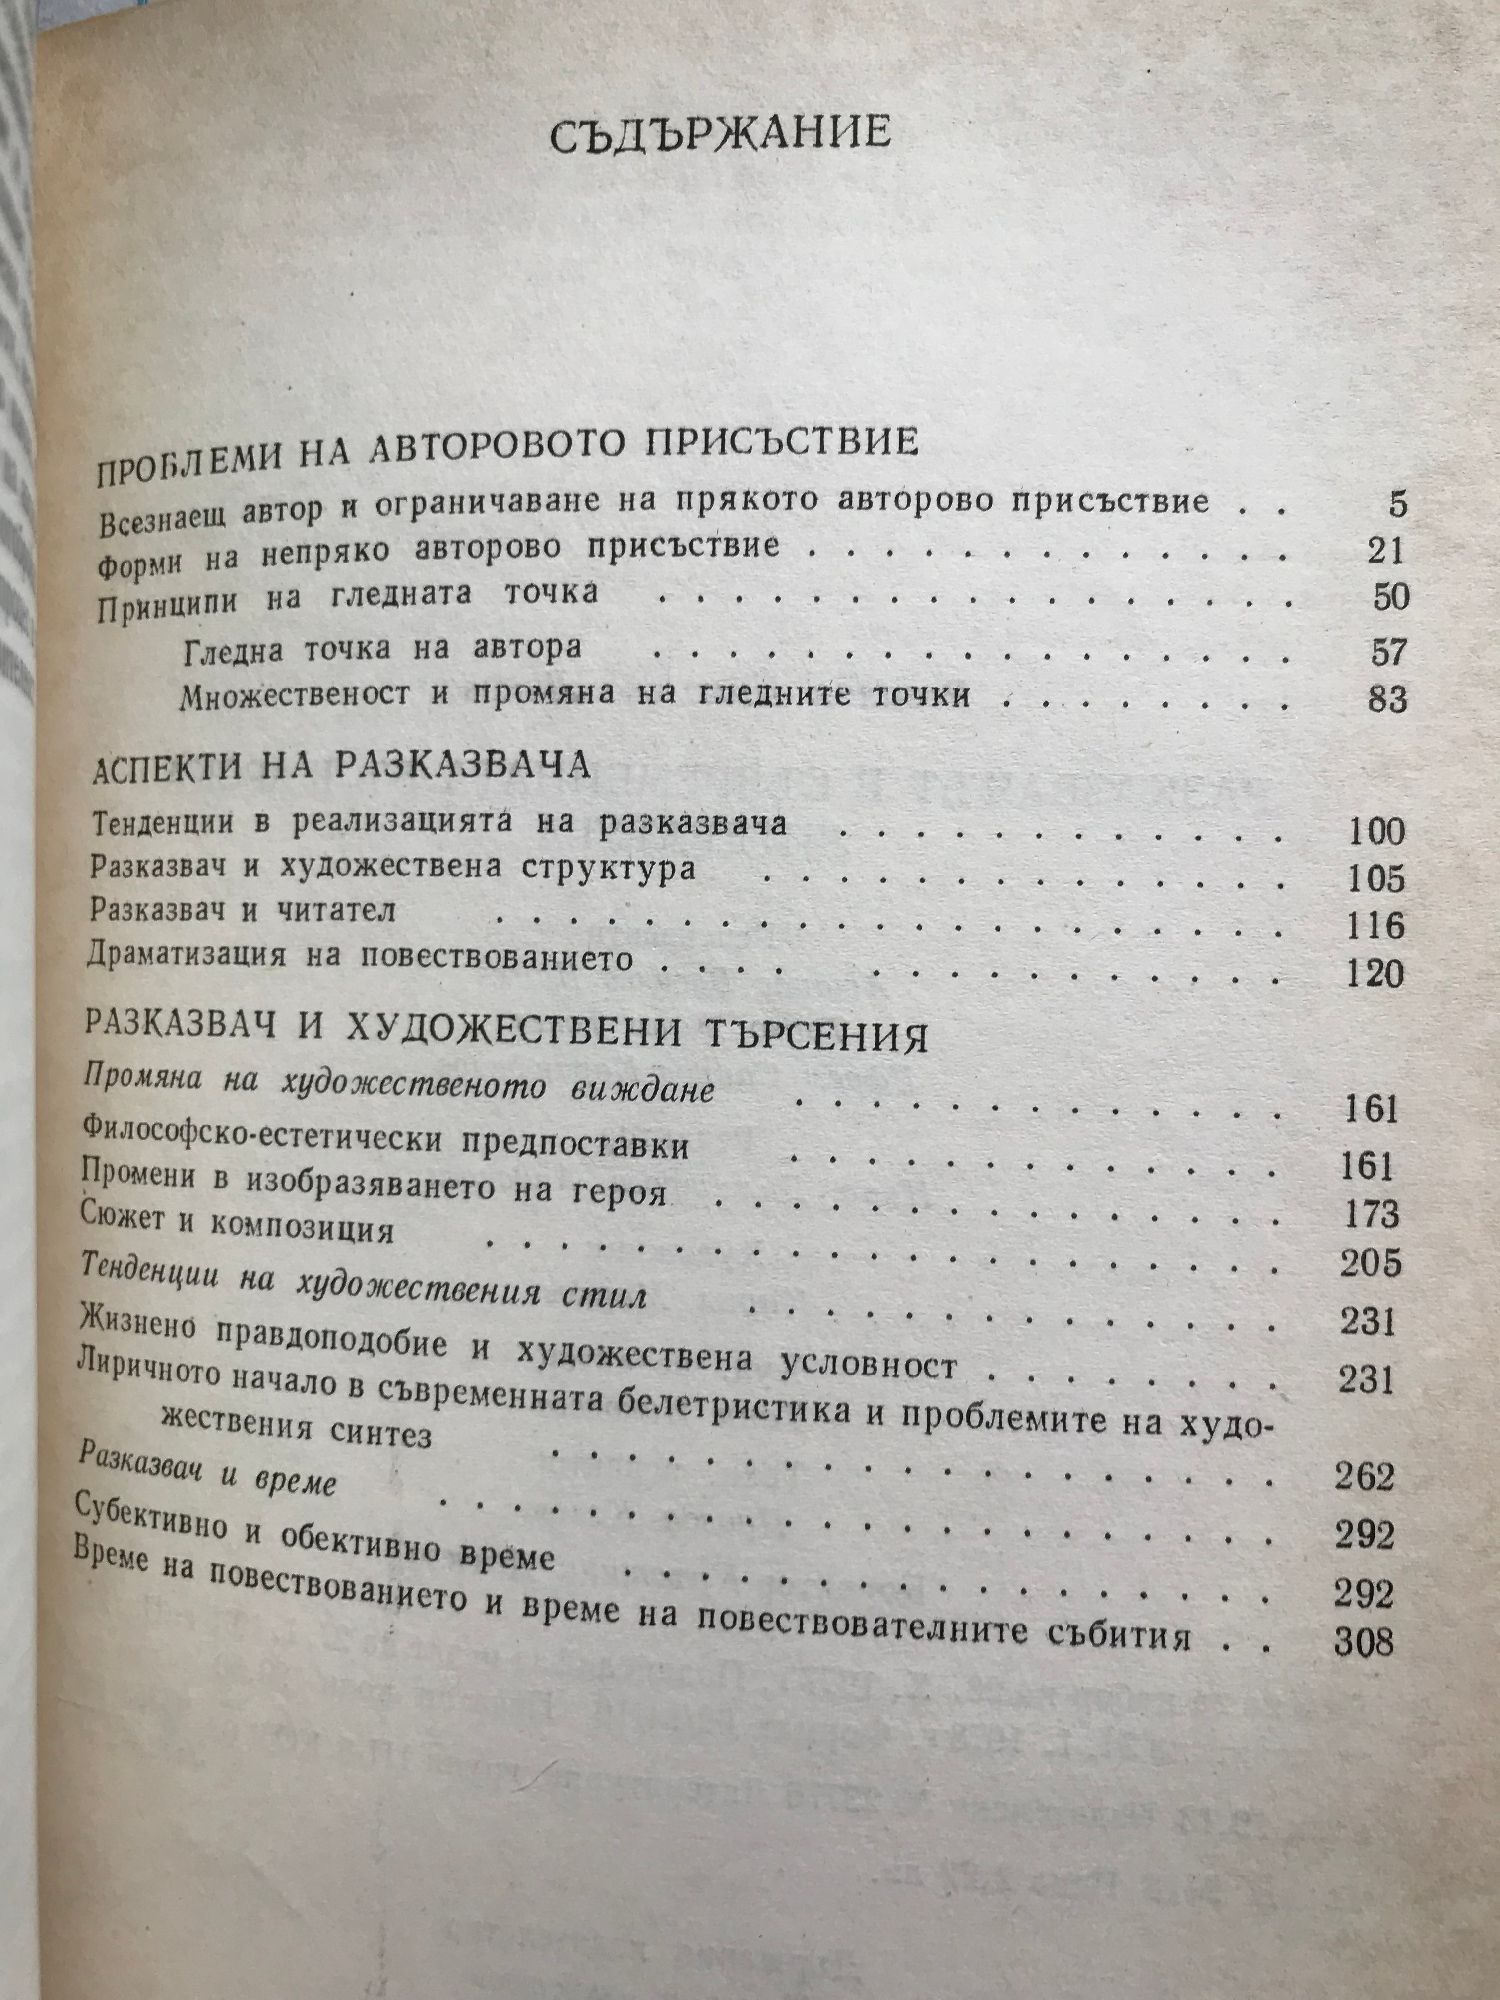 СЪДЪРЖАНИЕ
ПРОБЛЕМИ НА АВТОРОВОТО ПРИСЪСТВИЕ
Всезнаещ автор и ограничаване на прякото авторово присъствие . . 5
Форми на непряко авторово присъствие . . . . . . . . . . . . . 21
Принципи на гледната точка . . . . . . . . . . . . . . . . . 50
Гледна точка на автора . . . . . . . . . . . . . . . . . 57
Множественост и промяна на гледните точки . . . . . . . . 83
АСПЕКТИ НА РАЗКАЗВАЧА
Тенденции в реализацията на разказвача . . . . . . . . . . . . 100
Разказвач и художествена структура . . . . . . . . . . . . . . 105
Разказвач и читател . . . . . . . . . . . . . . . . . . . . . 116
Драматизация на повествованието . . . . . . . . . . . . . . . 120
РАЗКАЗВАЧ И ХУДОЖЕСТВЕНИ ТЪРСЕНИЯ
Промяна на художественото виждане . . . . . . . . . . . . . 161
Философско-естетически предпоставки . . . . . . . . . . . . . 161
Промени в изобразяването на героя . . . . . . . . . . . . . . . 173
Сюжет и композиция . . . . . . . . . . . . . . . . . . . . . 205
Тенденции на художествения стил . . . . . . . . . . . . . . 231
Жизнено правдоподобие и художествена условност . . . . . . . . 231
Лиричното начало в съвременната белетристика и проблемите на худо-
жествения синтез . . . . . . . . . . . . . . . . . . . 262
Разказвач и време . . . . . . . . . . . . . . . . . . . . . . 292
Субективно и обективно време . . . . . . . . . . . . . . . . . 292
Време на повествованието и време на повествователните събития . . 308